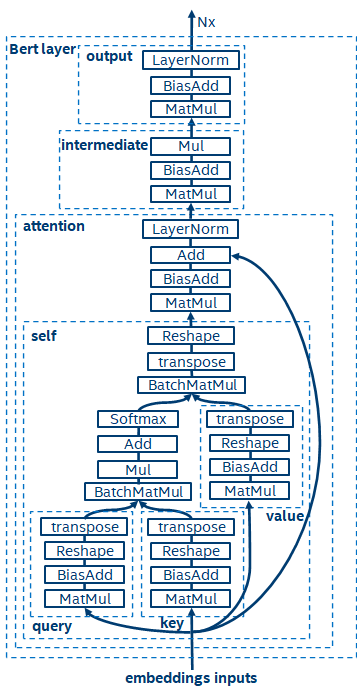 Nx
Bert layer
output
LayerNorm
BiasAdd
MatMul
intermediate
Mul
BiasAdd
MatMul
attention
LayerNorm
Add
BiasAdd
MatMul
self
Reshape
transpose
BatchMatMul
Softmax
Add
Mul
BatchMatMul
transpose
Reshape
BiasAdd
MatMul
value
transpose
Reshape
BiasAdd
MatMul
query
transpose
Reshape
BiasAdd
MatMul
key
embeddings inputs